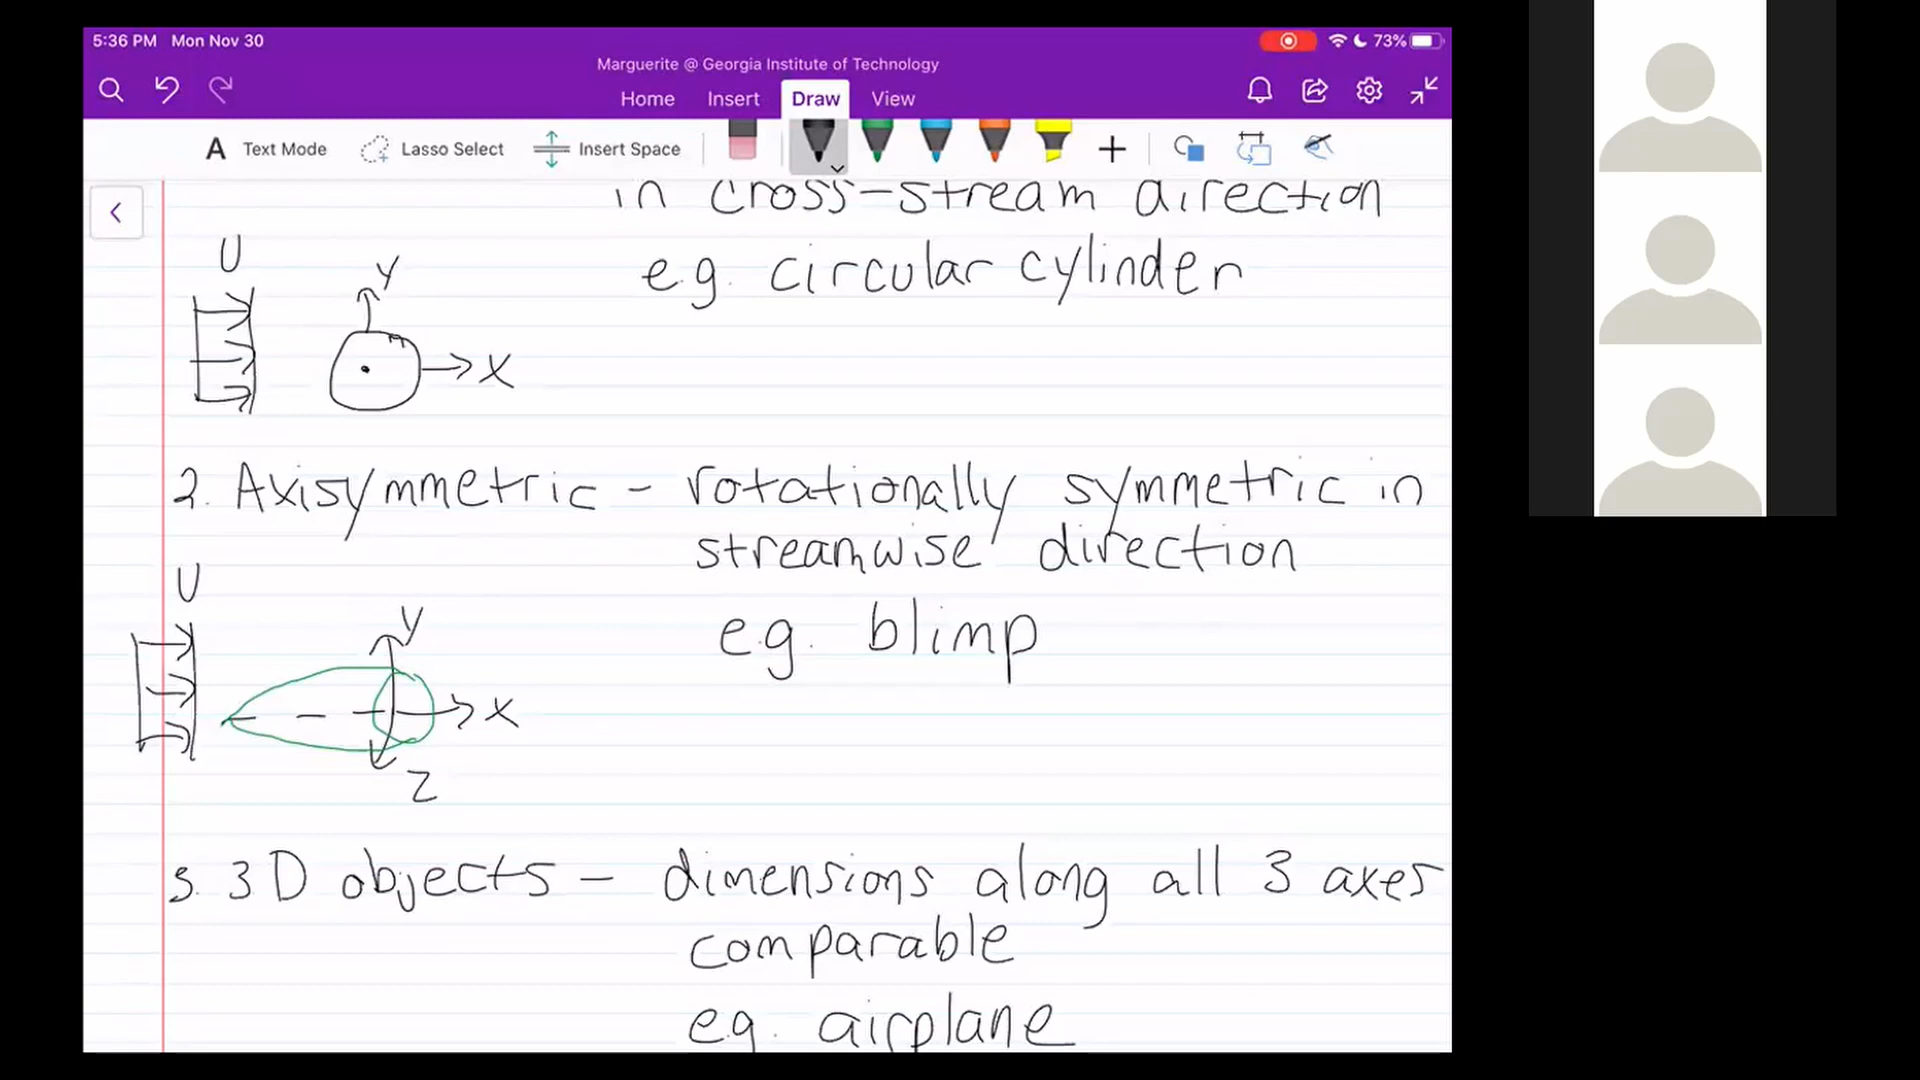 5:36 PM Mon Nov 30
73%
Marguerite @ Georgia Institute of Technology
Home Insert Draw View
A Text Mode Lasso Select Insert Space
in cross-stream direction
e.g. circular cylinder
U
y
x
2. Axisymmetric - rotationally symmetric in
streamwise direction
e.g. blimp
U
y
x
z
3. 3D objects - dimensions along all 3 axes
comparable
e.g. airplane